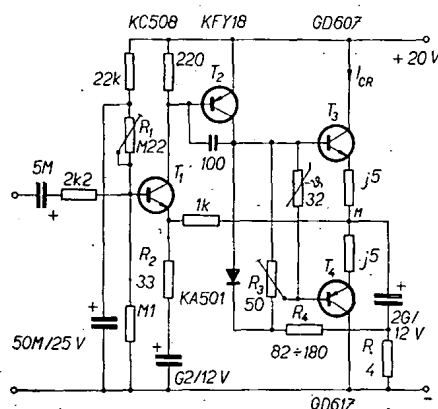 KC508 KFY18 GD607
+ 20 V
22k 220 T2 ICR
T3
R1
M22
100
5M 2k2 T1 -ϑ
32 j5
1k M
R2
33 KA501 R3
50 T4 j5
M1 R4 2G/
12 V
50M/25 V 82÷180 R
4
G2/12 V
GD617 -